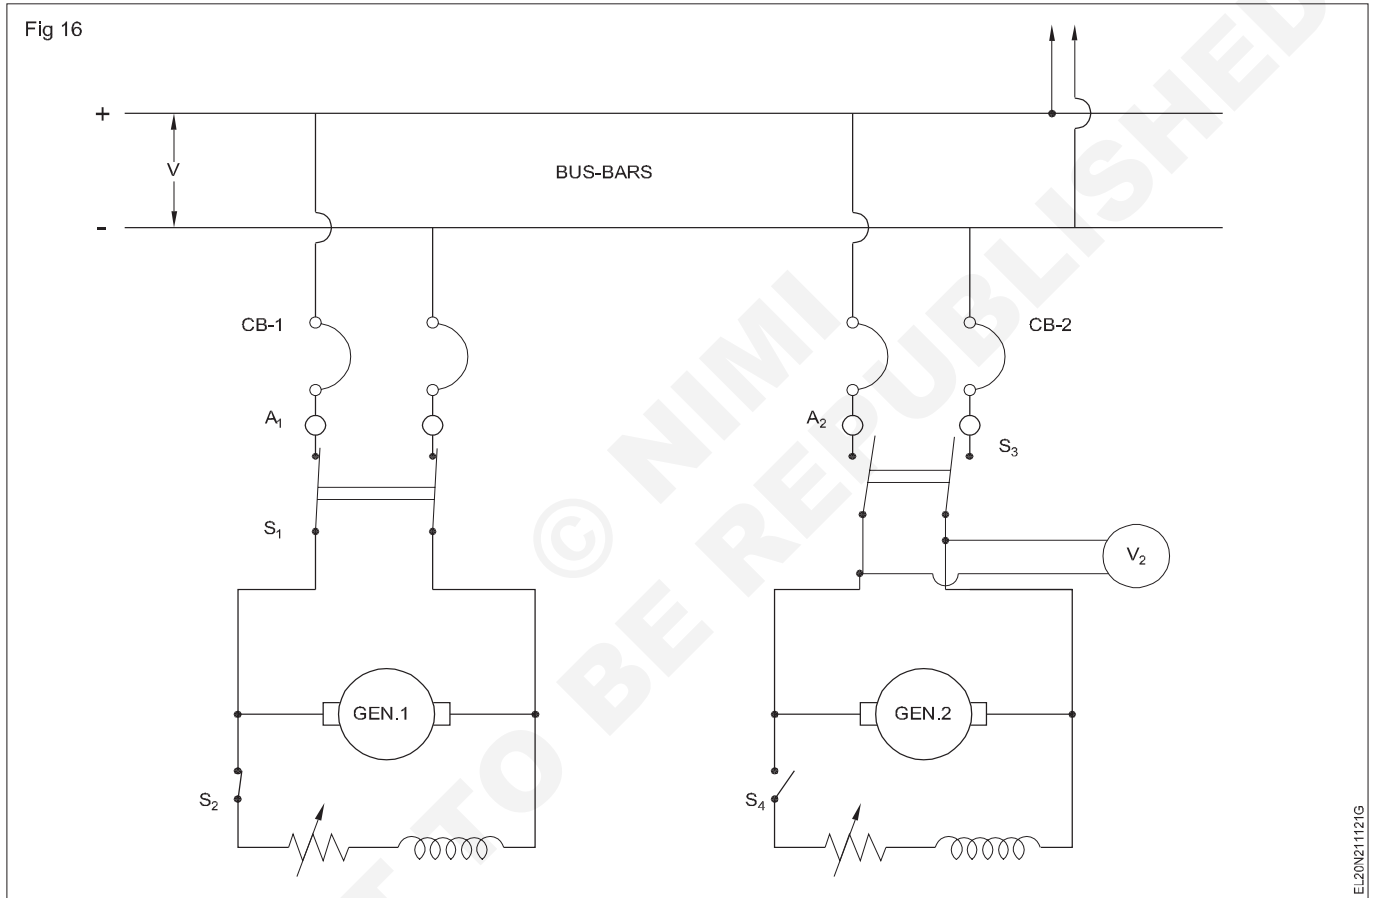 Fig 16
+
V
BUS-BARS
-
CB-1
CB-2
A1
A2
S3
S1
V2
GEN.1
GEN.2
S2
S4
EL20N211121G
© NIMI
NOT TO BE REPUBLISHED